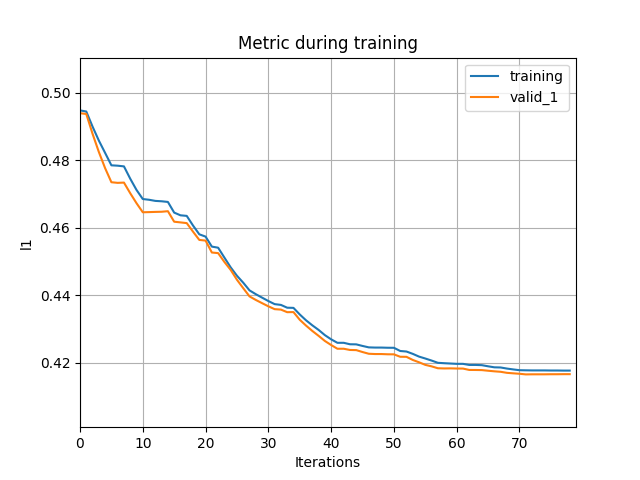 Metric during training
training
valid_1
0.50
0.48
0.46
0.44
0.42
l1
0 10 20 30 40 50 60 70
Iterations